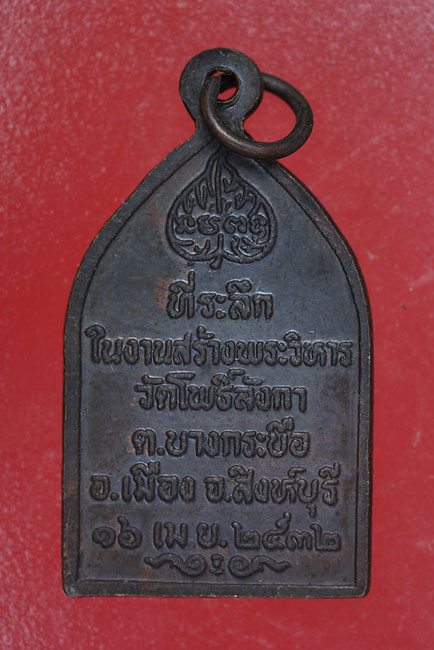 ที่ระลึก
ในงานสร้างพระวิหาร
วัดโพธิ์ลังกา
ต.บางกระบือ
อ.เมือง จ.สิงห์บุรี
๑๖ เม ย. ๒๕๓๒